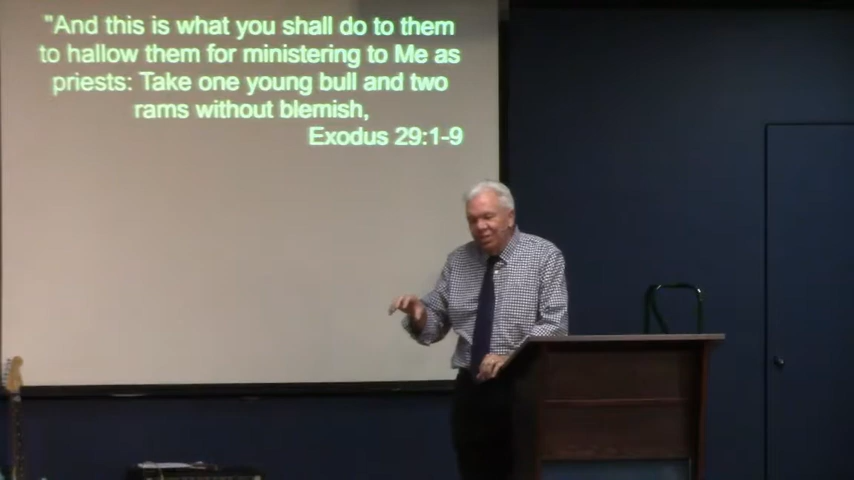 "And this is what you shall do to them
to hallow them for ministering to Me as
priests: Take one young bull and two
rams without blemish,
Exodus 29:1-9